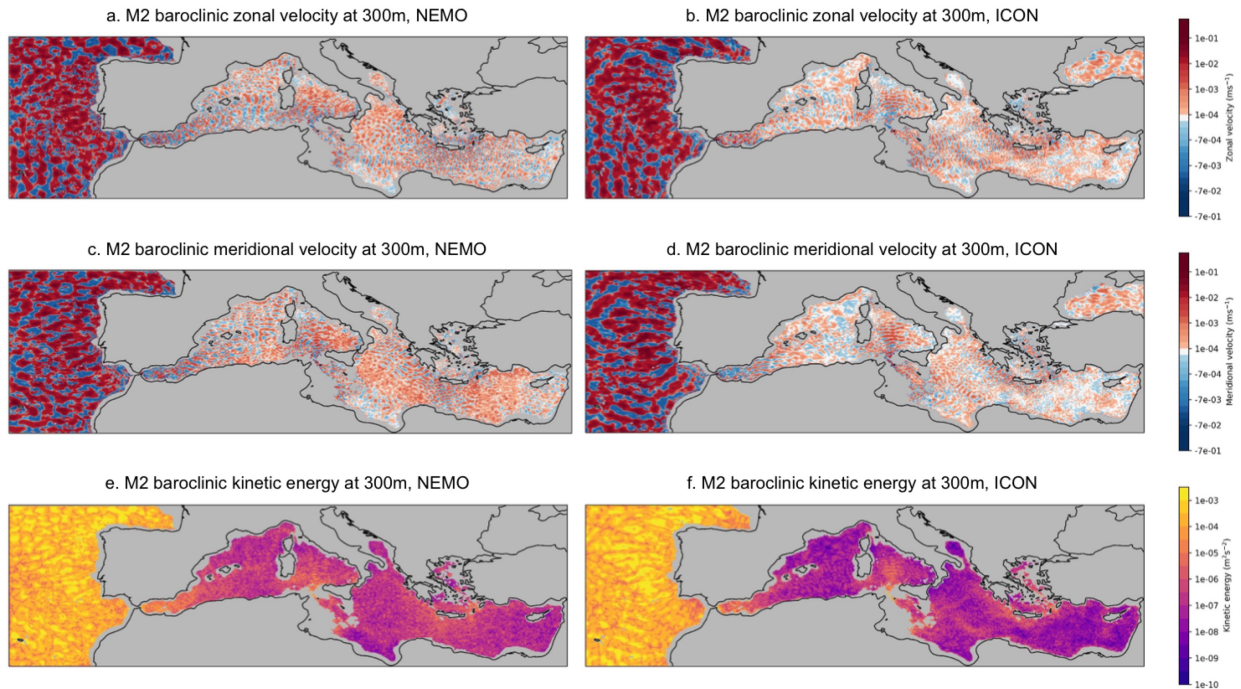 a. M2 baroclinic zonal velocity at 300m, NEMO
b. M2 baroclinic zonal velocity at 300m, ICON
1e-01
1e-02
1e-03
1e-04
-7e-04
-7e-03
-7e-02
-7e-01
Zonal velocity (ms⁻¹)
c. M2 baroclinic meridional velocity at 300m, NEMO
d. M2 baroclinic meridional velocity at 300m, ICON
1e-01
1e-02
1e-03
1e-04
-7e-04
-7e-03
-7e-02
-7e-01
Meridional velocity (ms⁻¹)
e. M2 baroclinic kinetic energy at 300m, NEMO
f. M2 baroclinic kinetic energy at 300m, ICON
1e-03
1e-04
1e-05
1e-06
1e-07
1e-08
1e-09
1e-10
Kinetic energy (m²s⁻²)